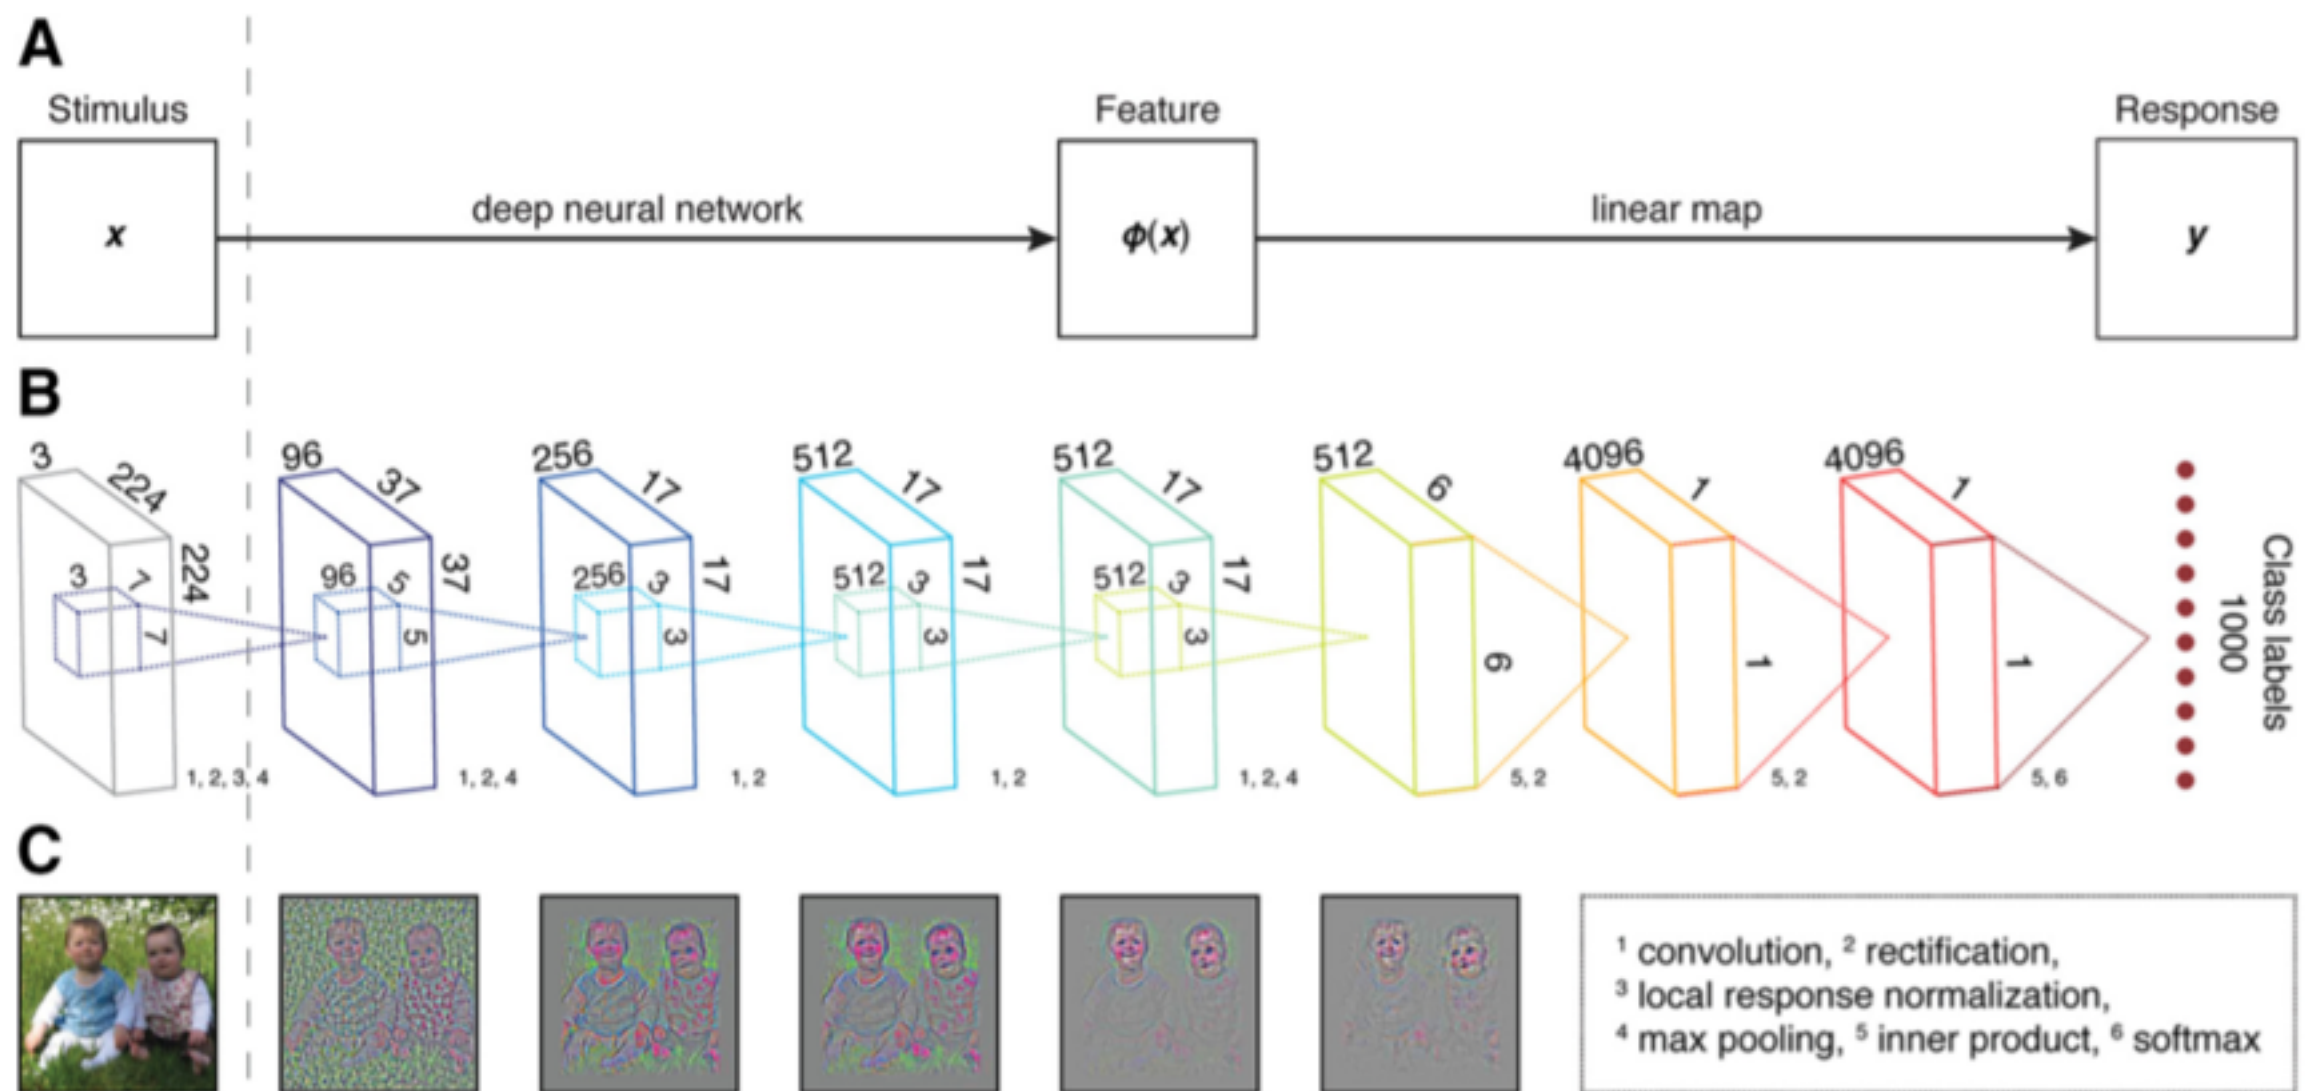 A
Stimulus
Feature
Response
x
deep neural network
ϕ(x)
linear map
y
B
3
224
224
3
7
7
1, 2, 3, 4
96
37
37
96
5
5
1, 2, 4
256
17
17
256
3
3
1, 2
512
17
17
512
3
3
1, 2
512
17
17
512
3
3
1, 2, 4
512
6
6
5, 2
4096
1
1
5, 2
4096
1
1
5, 6
Class labels
1000
C
1 convolution, 2 rectification,
3 local response normalization,
4 max pooling, 5 inner product, 6 softmax